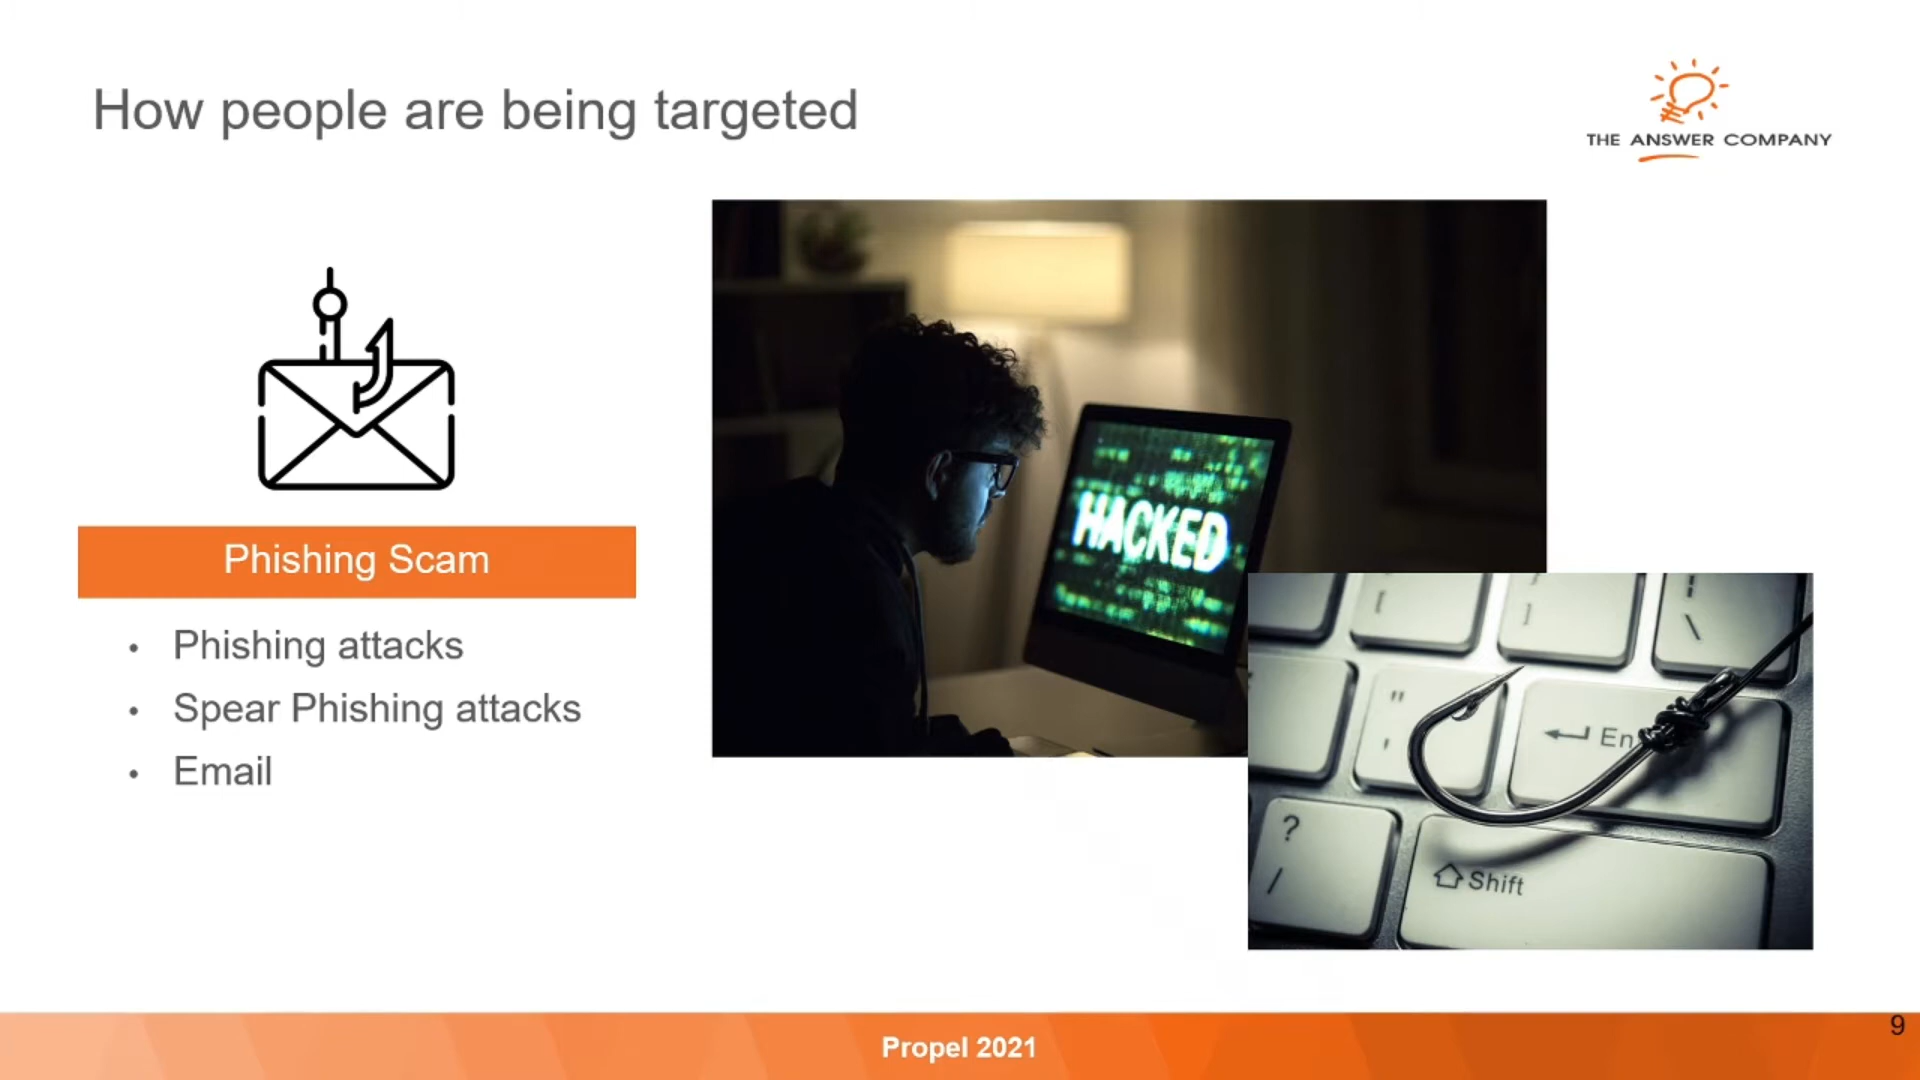 How people are being targeted
THE ANSWER COMPANY
Phishing Scam
• Phishing attacks
• Spear Phishing attacks
• Email
HACKED
" 
'
En
?
/
Shift
\
Propel 2021
9